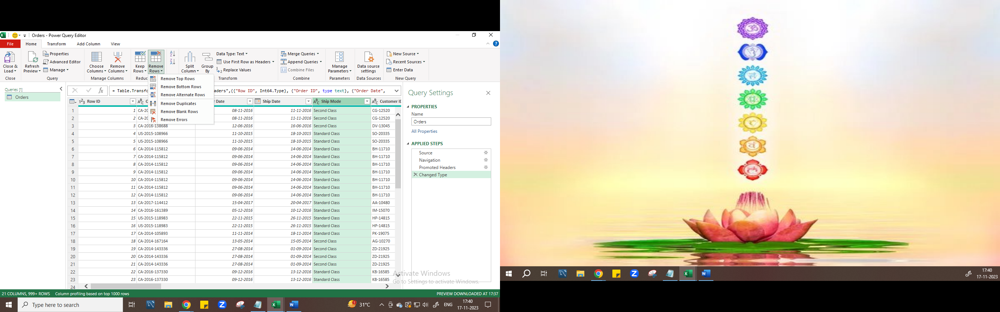 Orders - Power Query Editor
File Home Transform Add Column View
Close & Load
Close
Refresh Preview
Properties
Advanced Editor
Manage
Query
Choose Columns
Remove Columns
Manage Columns
Keep Rows
Remove Rows
Reduc
Split Column
Group By
Data Type: Text
Use First Row as Headers
Replace Values
Transform
Merge Queries
Append Queries
Combine Files
Combine
Manage Parameters
Parameters
Data source settings
Data Sources
New Source
Recent Sources
Enter Data
New Query
Remove Top Rows
Remove Bottom Rows
Remove Alternate Rows
Remove Duplicates
Remove Blank Rows
Remove Errors
Queries [1]
Orders
fx
= Table.Transfo aders",{{"Row ID", Int64.Type}, {"Order ID", type text}, {"Order Date",
Row ID Date Ship Date Ship Mode Customer ID
1 1 CA-20 08-11-2016 11-11-2016 Second Class CG-12520
2 2 CA-20 08-11-2016 11-11-2016 Second Class CG-12520
3 3 CA-2016-138688 12-06-2016 16-06-2016 Second Class DV-13045
4 4 US-2015-108966 11-10-2015 18-10-2015 Standard Class SO-20335
5 5 US-2015-108966 11-10-2015 18-10-2015 Standard Class SO-20335
6 6 CA-2014-115812 09-06-2014 14-06-2014 Standard Class BH-11710
7 7 CA-2014-115812 09-06-2014 14-06-2014 Standard Class BH-11710
8 8 CA-2014-115812 09-06-2014 14-06-2014 Standard Class BH-11710
9 9 CA-2014-115812 09-06-2014 14-06-2014 Standard Class BH-11710
10 10 CA-2014-115812 09-06-2014 14-06-2014 Standard Class BH-11710
11 11 CA-2014-115812 09-06-2014 14-06-2014 Standard Class BH-11710
12 12 CA-2014-115812 09-06-2014 14-06-2014 Standard Class BH-11710
13 13 CA-2017-114412 15-04-2017 20-04-2017 Standard Class AA-10480
14 14 CA-2016-161389 05-12-2016 10-12-2016 Standard Class IM-15070
15 15 US-2015-118983 22-11-2015 26-11-2015 Standard Class HP-14815
16 16 US-2015-118983 22-11-2015 26-11-2015 Standard Class HP-14815
17 17 CA-2014-105893 11-11-2014 18-11-2014 Standard Class PK-19075
18 18 CA-2014-167164 13-05-2014 15-05-2014 Second Class AG-10270
19 19 CA-2014-143336 27-08-2014 01-09-2014 Second Class ZD-21925
20 20 CA-2014-143336 27-08-2014 01-09-2014 Second Class ZD-21925
21 21 CA-2014-143336 27-08-2014 01-09-2014 Second Class ZD-21925
22 22 CA-2016-137330 09-12-2016 13-12-2016 Standard Class KB-16585
23 23 CA-2016-137330 09-12-2016 13-12-2016 Standard Class KB-16585
24
Query Settings
PROPERTIES
Name
Orders
All Properties
APPLIED STEPS
Source
Navigation
Promoted Headers
Changed Type
Activate Windows
Go to Settings to activate Windows.
21 COLUMNS, 999+ ROWS Column profiling based on top 1000 rows PREVIEW DOWNLOADED AT 17:37
Type here to search
31°C
ENG
17:40
17-11-2023
17:40
17-11-2023